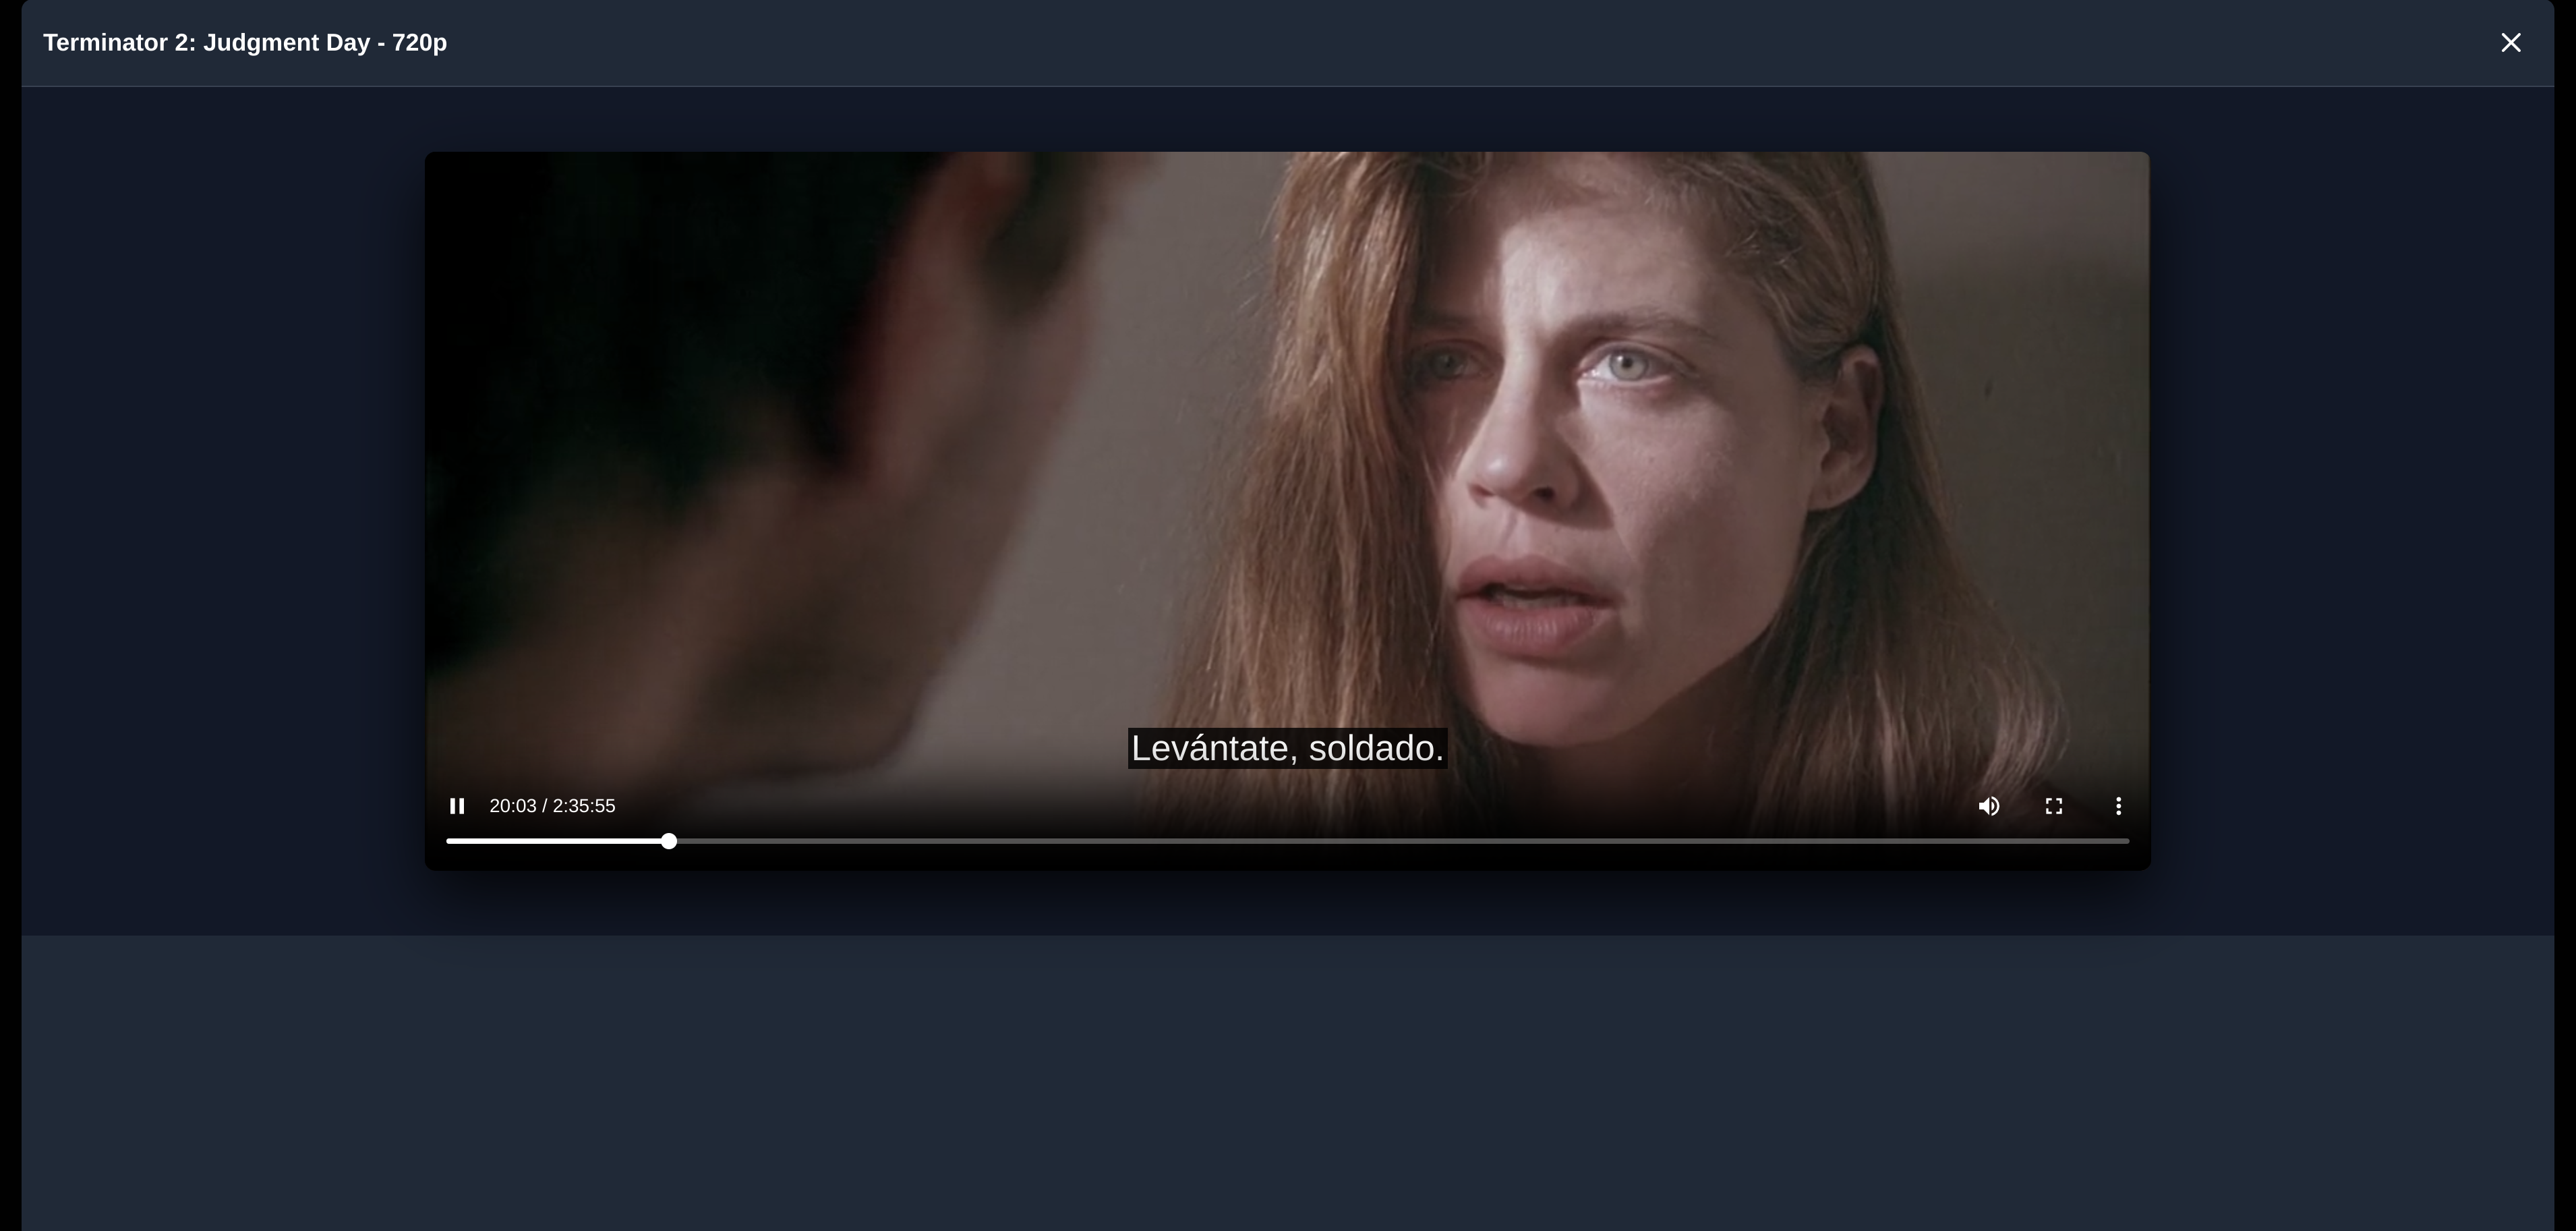 Terminator 2: Judgment Day - 720p
Levántate, soldado.
20:03 / 2:35:55